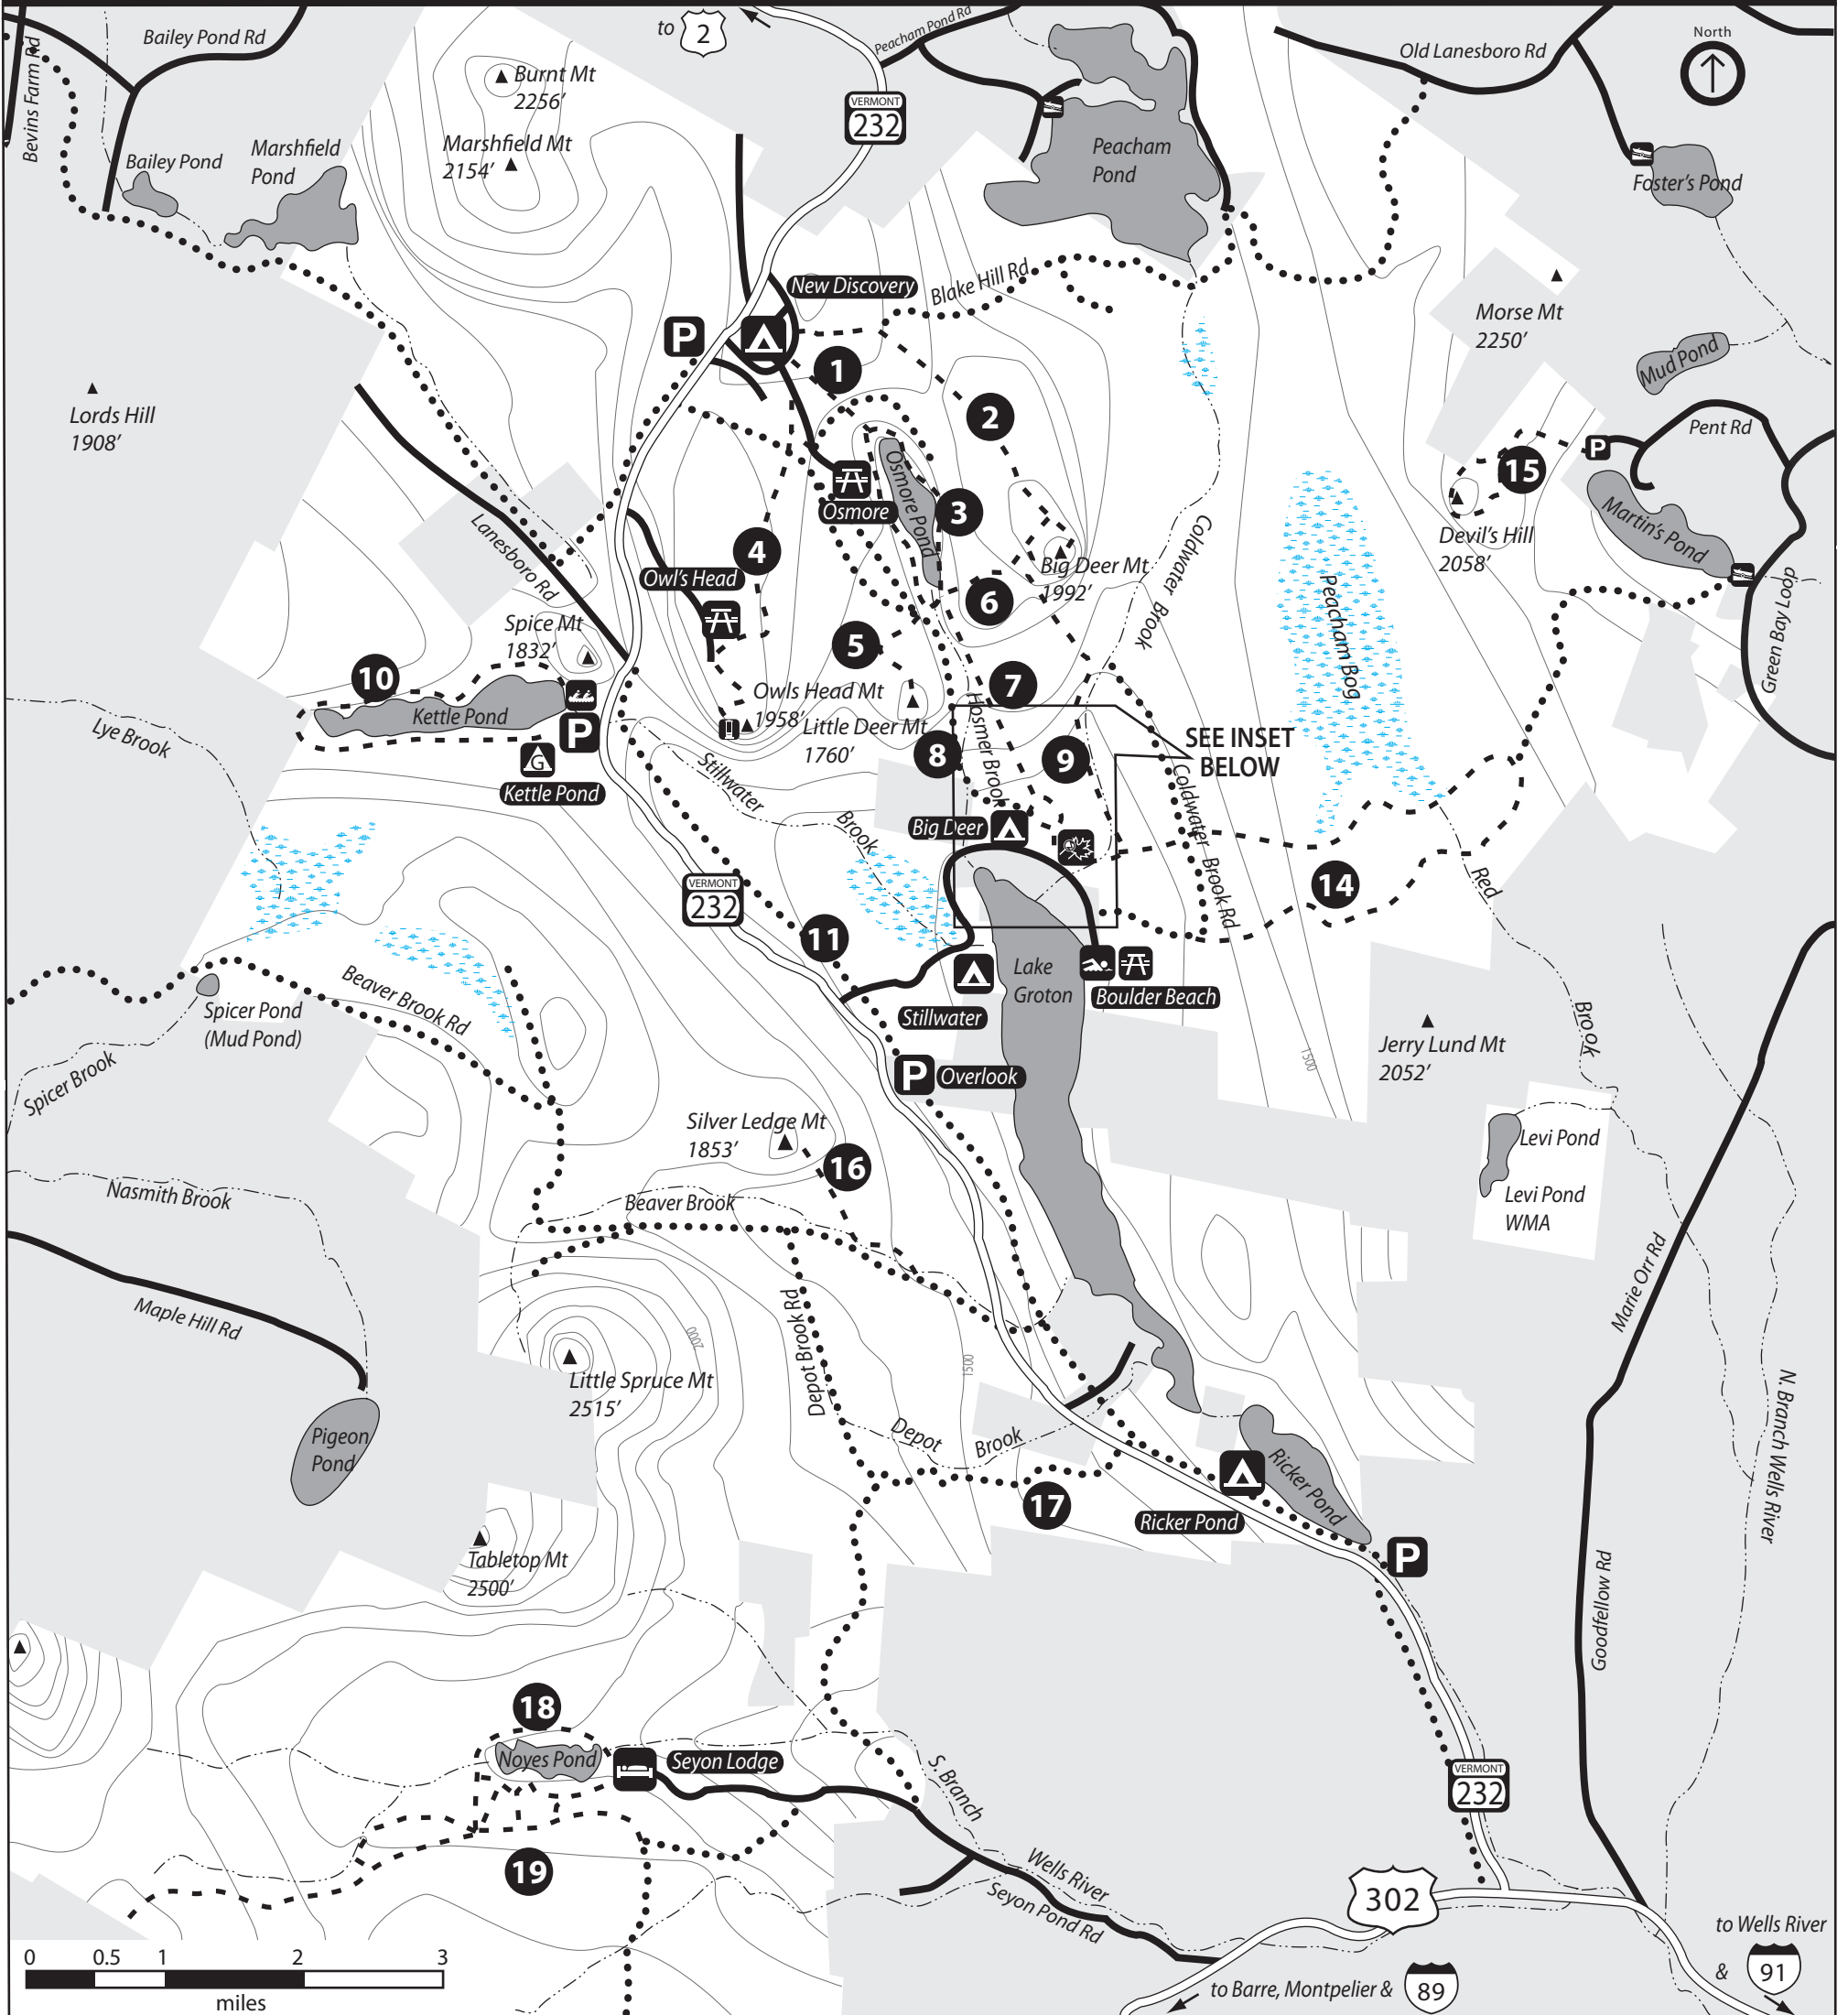 to
2
Peacham Pond Rd
Bailey Pond Rd
Bevins Farm Rd
Old Lanesboro Rd
North
Burnt Mt
2256’
VERMONT
232
Marshfield Mt
2154’
Bailey Pond
Marshfield
Pond
Peacham
Pond
Foster’s Pond
New Discovery
Blake Hill Rd
Morse Mt
2250’
P
1
Mud Pond
Lords Hill
1908’
2
Pent Rd
P
15
Osmore Pond
Osmore
3
Martin’s Pond
Devil’s Hill
2058’
Lanesboro Rd
4
Owl’s Head
Big Deer Mt
1992’
Coldwater
Brook
Peacham Bog
6
Green Bay Loop
Spice Mt
1832’
5
10
Kettle Pond
7
Owls Head Mt
1958’
Little Deer Mt
1760’
Hosmer Brook
P
G
Kettle Pond
Lye Brook
8
9
SEE INSET
BELOW
Stillwater
Brook
Coldwater Brook Rd
Big Deer
14
Red
Brook
VERMONT
232
11
Lake
Groton
Boulder Beach
Stillwater
Beaver Brook Rd
Spicer Pond
(Mud Pond)
Spicer Brook
P
Overlook
1500
Jerry Lund Mt
2052’
Silver Ledge Mt
1853’
16
Levi Pond
Levi Pond
WMA
Nasmith Brook
Beaver Brook
Maple Hill Rd
Marie Orr Rd
Depot Brook Rd
2000
1500
Little Spruce Mt
2515’
N. Branch Wells River
Pigeon
Pond
Depot
Brook
Ricker Pond
17
Ricker Pond
P
Tabletop Mt
2500’
Goodfellow Rd
18
Noyes Pond
Seyon Lodge
S. Branch
VERMONT
232
19
Wells River
Seyon Pond Rd
302
to Wells River
&
91
to Barre, Montpelier &
89
0
0.5
1
2
3
miles